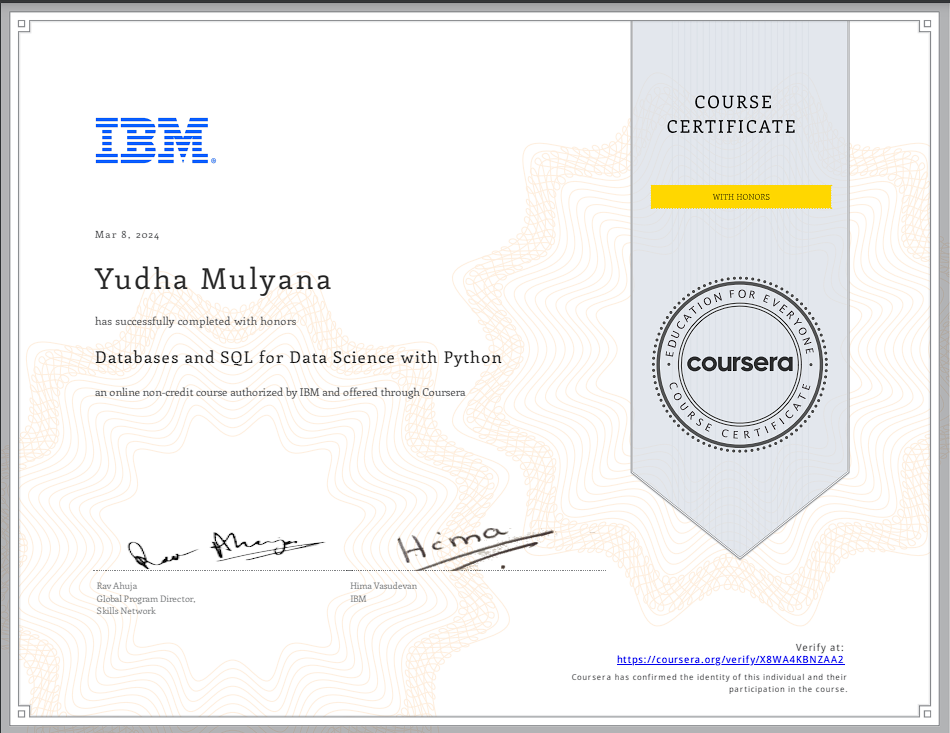 COURSE
CERTIFICATE
IBM®
WITH HONORS
Mar 8, 2024
Yudha Mulyana
has successfully completed with honors
Databases and SQL for Data Science with Python
an online non-credit course authorized by IBM and offered through Coursera
EDUCATION FOR EVERYONE
coursera
COURSE CERTIFICATE
Rav Ahuja
Hima
Rav Ahuja
Global Program Director,
Skills Network
Hima Vasudevan
IBM
Verify at:
https://coursera.org/verify/X8WA4KBNZAA2
Coursera has confirmed the identity of this individual and their
participation in the course.